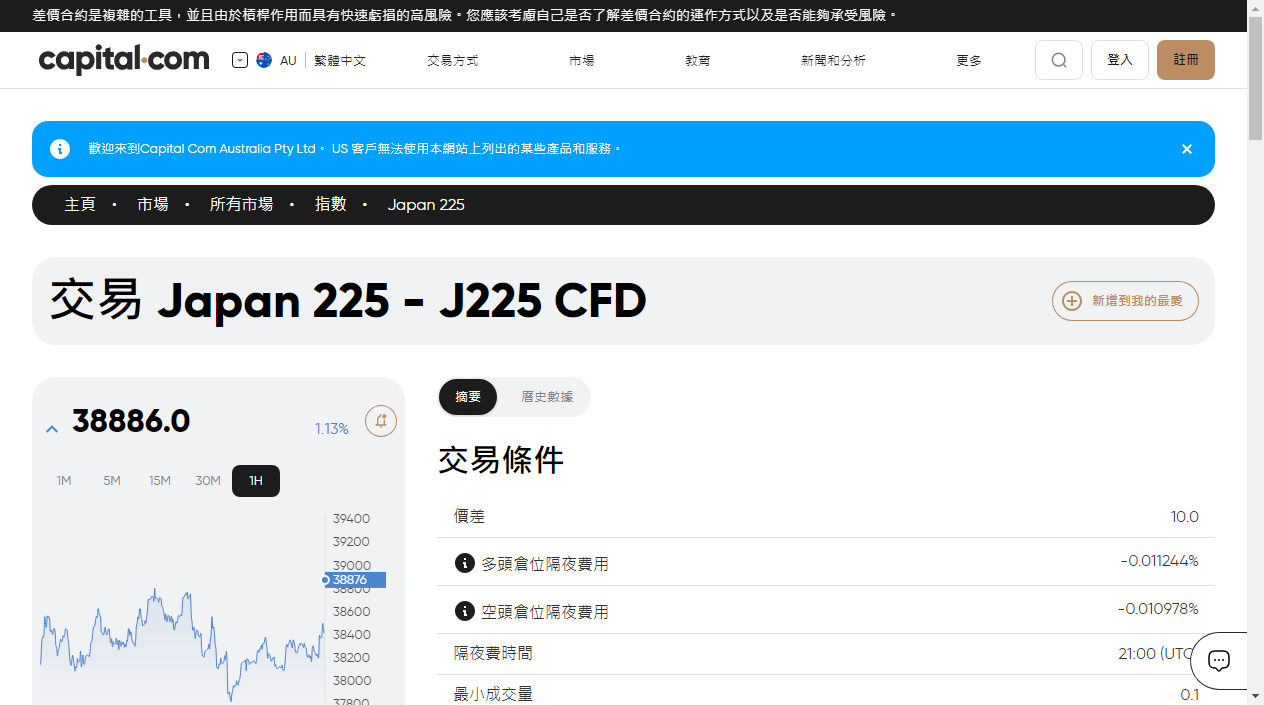 差價合約是複雜的工具，並且由於槓桿作用而具有快速虧損的高風險。您應該考慮自己是否了解差價合約的運作方式以及是否能夠承受風險。
capital.com AU 繁體中文 交易方式 市場 教育 新聞和分析 更多 登入 註冊
歡迎來到Capital Com Australia Pty Ltd。 US 客戶無法使用本網站上列出的某些產品和服務。
主頁 • 市場 • 所有市場 • 指數 • Japan 225
交易 Japan 225 - J225 CFD
新增到我的最愛
38886.0
1.13%
1M 5M 15M 30M 1H
39400
39200
39000
38876
38800
38600
38400
38200
38000
37800
摘要 曆史數據
交易條件
價差 10.0
多頭倉位隔夜費用 -0.011244%
空頭倉位隔夜費用 -0.010978%
隔夜費時間 21:00 (UTC
最小成交量 0.1